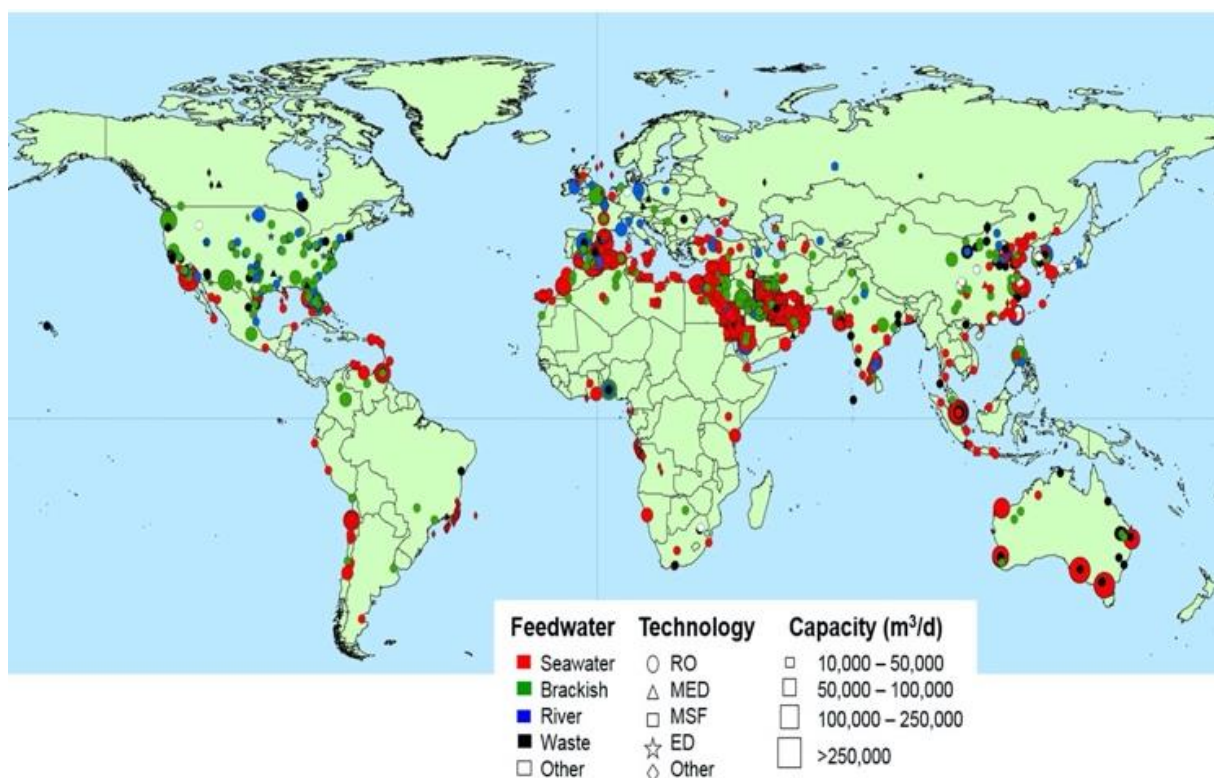 Feedwater Technology Capacity (m³/d)
Seawater RO 10,000 – 50,000
Brackish MED 50,000 – 100,000
River MSF 100,000 – 250,000
Waste ED >250,000
Other Other